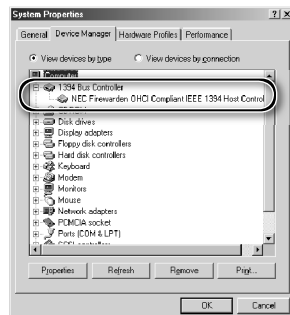 System Properties
General Device Manager Hardware Profiles Performance
View devices by type View devices by connection
Computer
1394 Bus Controller
NEC Firewarden OHCI Compliant IEEE 1394 Host Control
Disk drives
Display adapters
Floppy disk controllers
Hard disk controllers
Keyboard
Modem
Monitors
Mouse
Network adapters
PCMCIA socket
Ports (COM & LPT)
SCSI controllers
Properties Refresh Remove Print...
OK Cancel